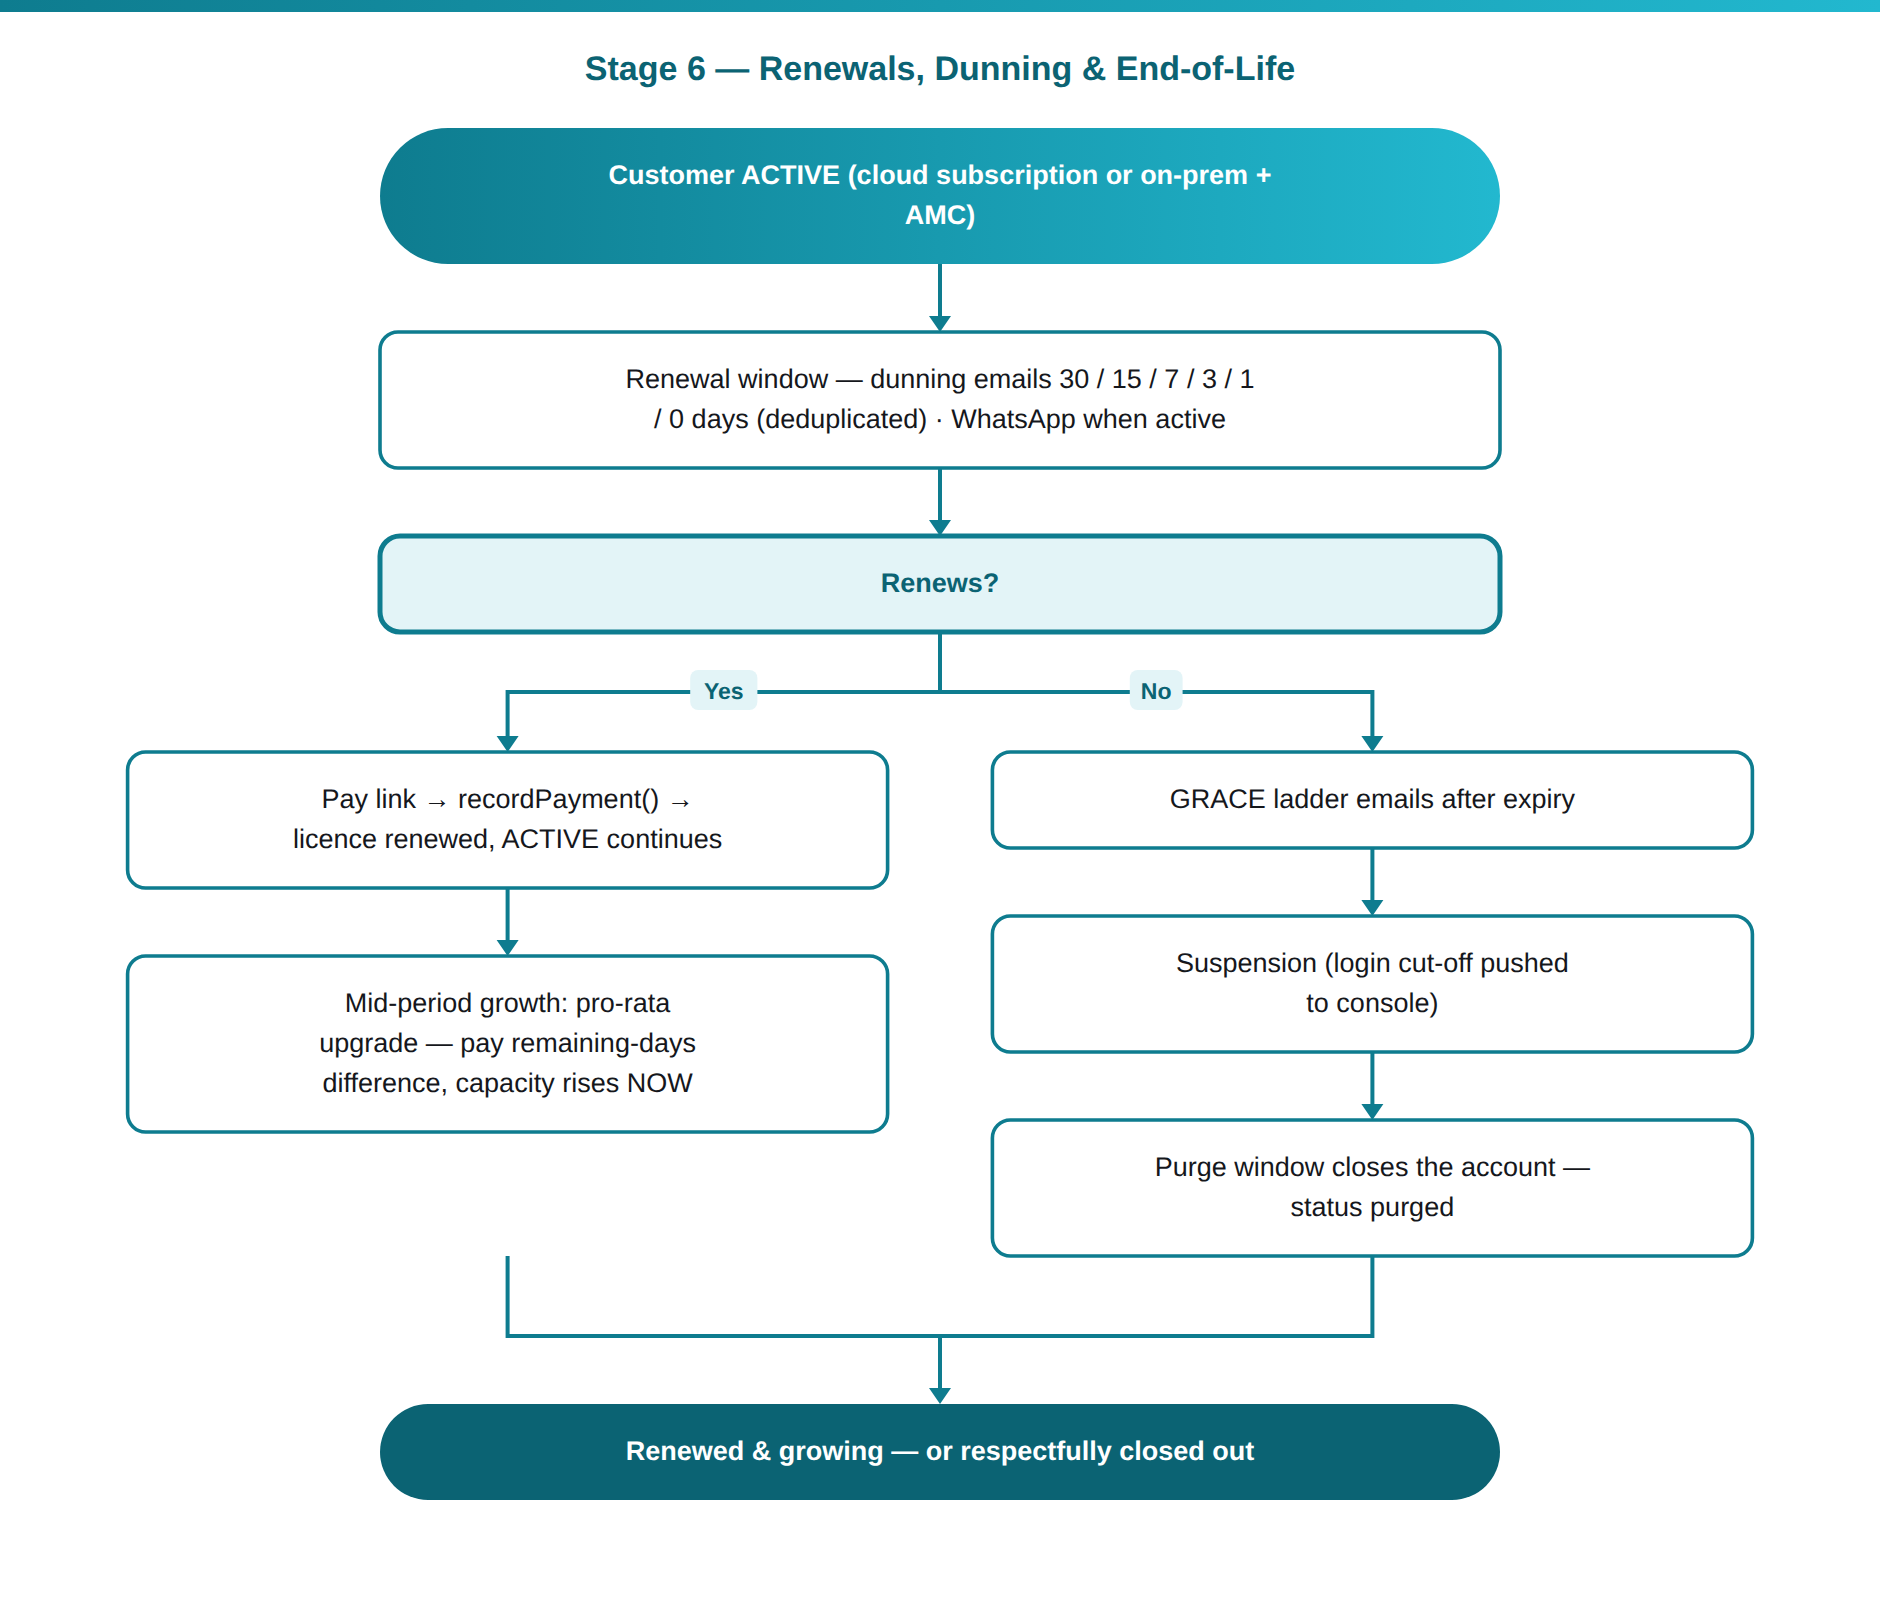 Stage 6 — Renewals, Dunning & End-of-Life
Customer ACTIVE (cloud subscription or on-prem +
AMC)
Renewal window — dunning emails 30 / 15 / 7 / 3 / 1
/ 0 days (deduplicated) · WhatsApp when active
Renews?
Yes
No
Pay link → recordPayment() →
licence renewed, ACTIVE continues
Mid-period growth: pro-rata
upgrade — pay remaining-days
difference, capacity rises NOW
GRACE ladder emails after expiry
Suspension (login cut-off pushed
to console)
Purge window closes the account —
status purged
Renewed & growing — or respectfully closed out